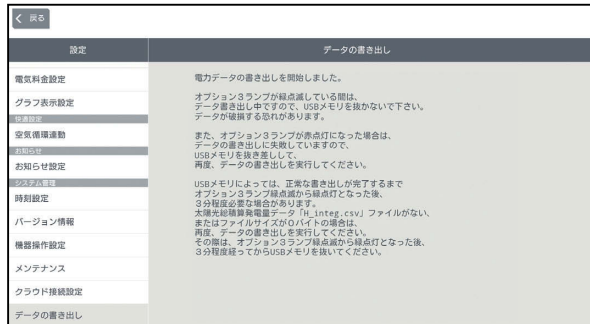 戻る
設定
データの書き出し
電気料金設定
グラフ表示設定
快適設定
空気循環連動
お知らせ
お知らせ設定
システム管理
時刻設定
バージョン情報
機器操作設定
メンテナンス
クラウド接続設定
データの書き出し
電力データの書き出しを開始しました。
オプション３ランプが緑点滅している間は、
データ書き出し中ですので、USBメモリを抜かないで下さい。
データが破損する恐れがあります。
また、オプション３ランプが赤点灯になった場合は、
データの書き出しに失敗していますので、
USBメモリを抜き差しして、
再度、データの書き出しを実行してください。
USBメモリによっては、正常な書き出しが完了するまで
オプション３ランプ緑点滅から緑点灯となった後、
３分程度必要な場合があります。
太陽光総積算発電量データ「H_integ.csv」ファイルがない、
またはファイルサイズが０バイトの場合は、
再度、データの書き出しを実行してください。
その際は、オプション３ランプ緑点滅から緑点灯となった後、
３分程度経ってからUSBメモリを抜いてください。